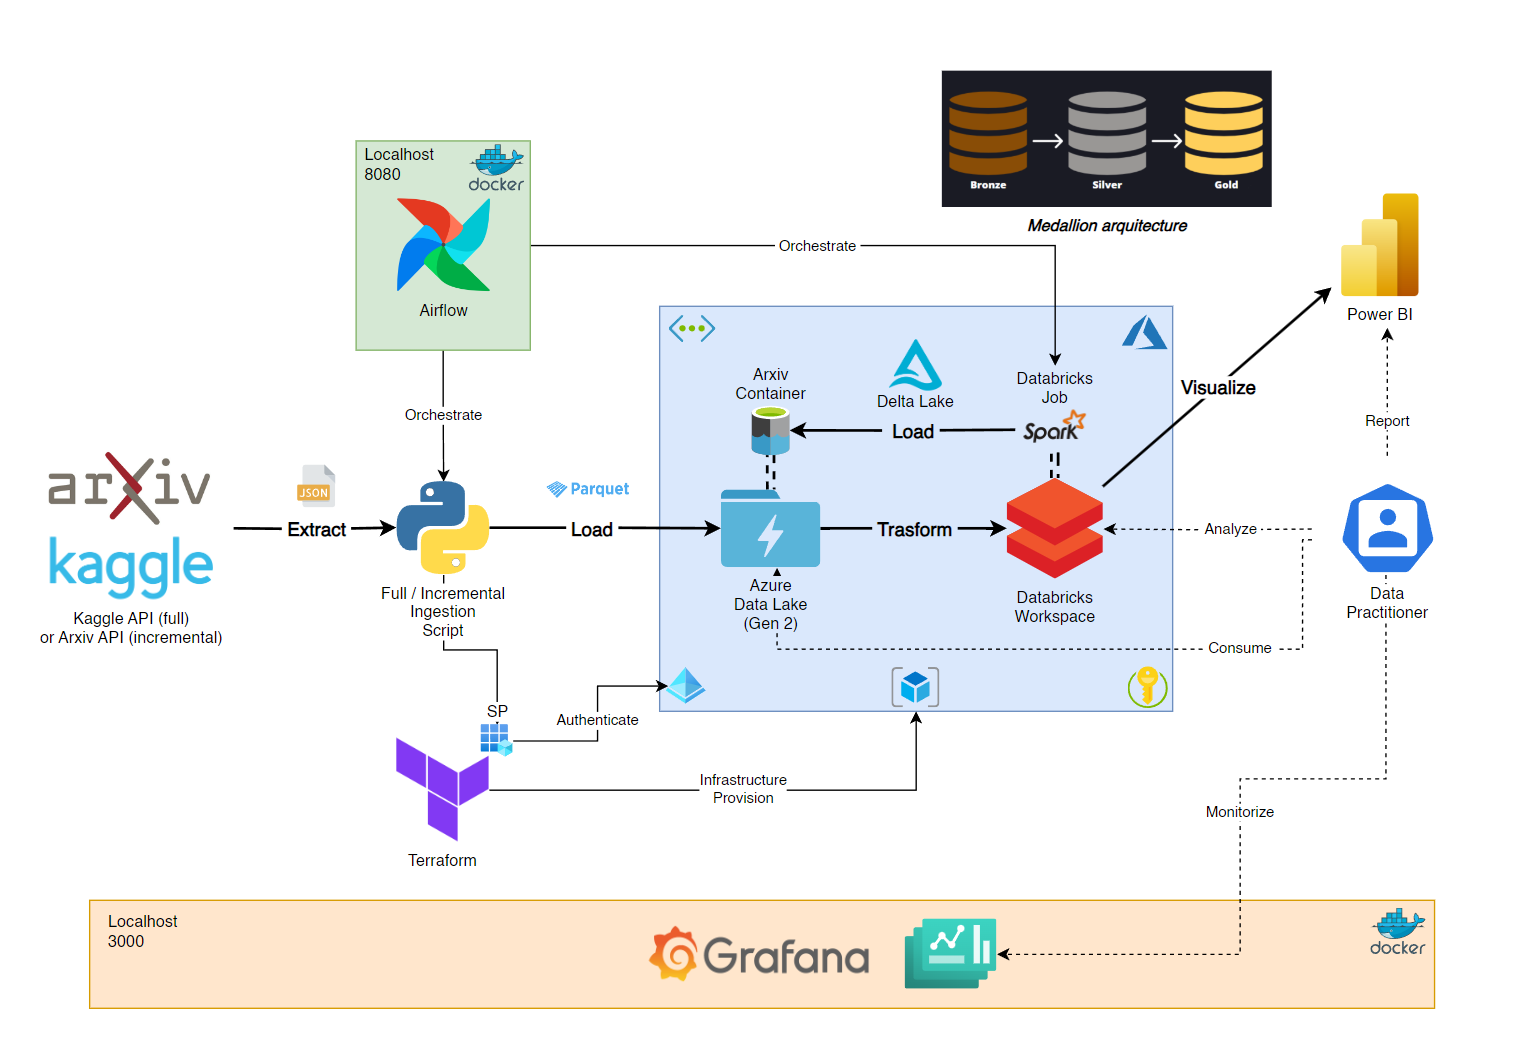 Bronze
Silver
Gold
Medallion arquitecture
Localhost
8080
docker
Airflow
Orchestrate
Power BI
Orchestrate
Arxiv
Container
Delta Lake
Databricks
Job
Spark
Load
Visualize
Report
arXiv
kaggle
Kaggle API (full)
or Arxiv API (incremental)
JSON
Extract
Parquet
Load
Full / Incremental
Ingestion
Script
Trasform
Azure
Data Lake
(Gen 2)
Databricks
Workspace
Analyze
Data
Practitioner
Consume
SP
Authenticate
Infrastructure
Provision
Terraform
Monitorize
Localhost
3000
Grafana
docker